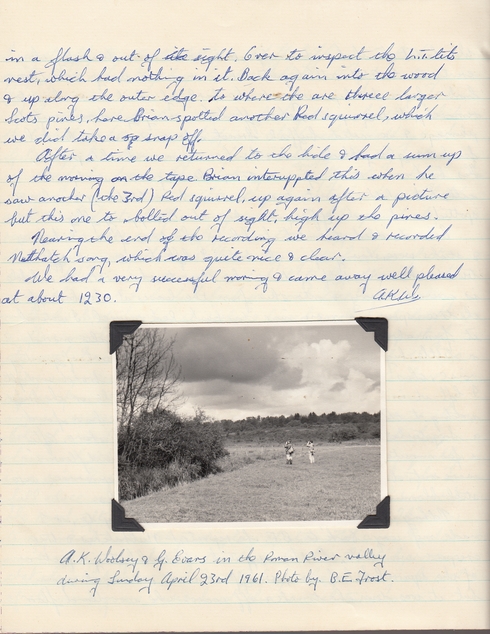 in a flash & out of sight. Over to inspect the L.T.tits
nest, which had nothing in it. Back again into the wood
& up along the outer edge. to where the are three larger
Scots pines, here Brian spotted another Red squirrel, which
we did take a snap off.
After a time we returned to the hide & had a sum up
of the morning on the tape. Brian interupted this when he
saw another (the 3rd) Red squirrel, up again after a picture
but this one to bolted out of sight, high up the pines.
Nearing the end of the recording we heard & recorded
Nuthatch song, which was quite nice & clear.
We had a very successful moring & came away well pleased
at about 1230.
A.K.W.
A.K. Woolsey & G. Evars in the Roman River valley
during Sunday April 23rd 1961. Photo by. B.E Frost.